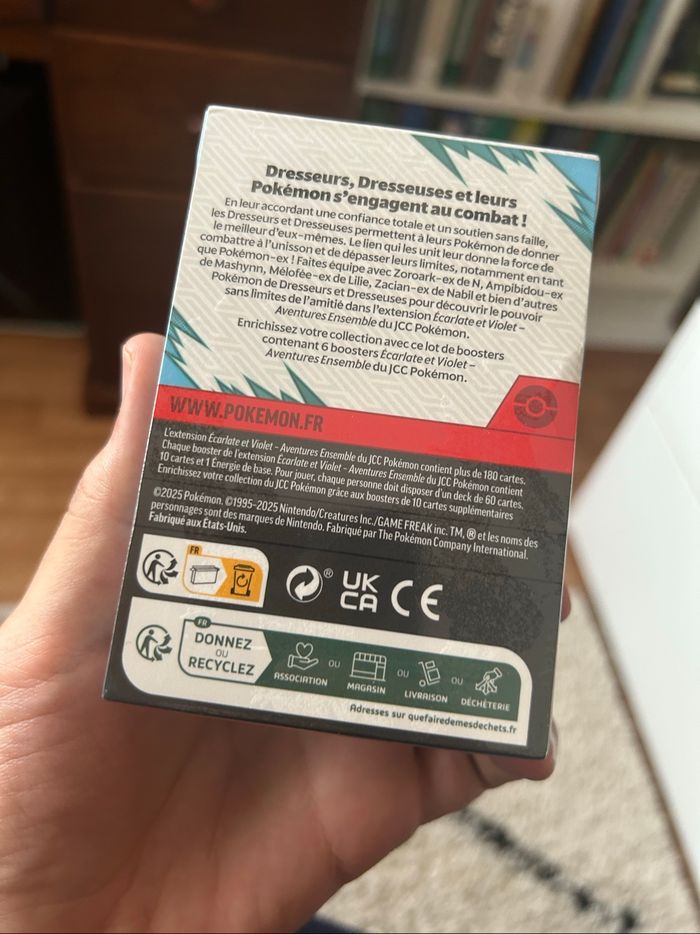 Dresseurs, Dresseuses et leurs
Pokémon s'engagent au combat !
En leur accordant une confiance totale et un soutien sans faille,
les Dresseurs et Dresseuses permettent à leurs Pokémon de donner
le meilleur d'eux-mêmes. Le lien qui les unit leur donne la force de
combattre à l'unisson et de dépasser leurs limites, notamment en tant
que Pokémon-ex ! Faites équipe avec Zoroark-ex de N, Ampibidou-ex
de Mashynn, Mélofée-ex de Lilie, Zacian-ex de Nabil et bien d'autres
Pokémon de Dresseurs et Dresseuses pour découvrir le pouvoir
sans limites de l'amitié dans l'extension Écarlate et Violet –
Aventures Ensemble du JCC Pokémon.
Enrichissez votre collection avec ce lot de boosters
contenant 6 boosters Écarlate et Violet –
Aventures Ensemble du JCC Pokémon.
WWW.POKEMON.FR
L'extension Écarlate et Violet – Aventures Ensemble du JCC Pokémon contient plus de 180 cartes.
Chaque booster de l'extension Écarlate et Violet – Aventures Ensemble du JCC Pokémon contient
10 cartes et 1 Énergie de base. Pour jouer, chaque personne doit disposer d'un deck de 60 cartes.
Enrichissez votre collection du JCC Pokémon grâce aux boosters de 10 cartes supplémentaires
©2025 Pokémon. ©1995–2025 Nintendo/Creatures Inc./GAME FREAK inc. TM, ® et les noms des
personnages sont des marques de Nintendo. Fabriqué par The Pokémon Company International.
Fabriqué aux États-Unis.
FR
® UK
CA CE
FR
DONNEZ
OU
RECYCLEZ
ASSOCIATION OU MAGASIN OU LIVRAISON OU DÉCHÈTERIE
Adresses sur quefairedemesdechets.fr